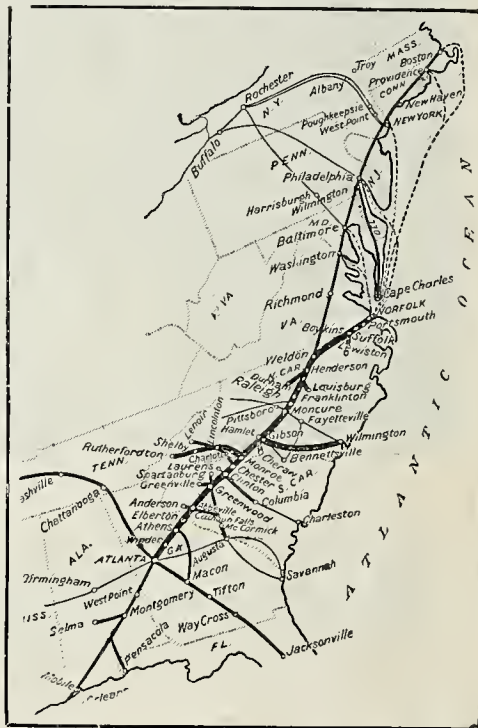 MASS.
Boston
Troy
Providence
CONN
Albany
Rochester
N.Y.
New Haven
Poughkeepsie
West Point
NEW YORK
Buffalo
PENN.
Philadelphia
N.J.
Harrisburgh
Wilmington
MD.
Baltimore
Washington
Cape Charles
NORFOLK
Portsmouth
Richmond
VA.
Boykins
Suffolk
Lewiston
Weldon
N. CAR.
Henderson
Durham
Raleigh
Louisburg
Franklinton
Pittsboro
Moncure
Fayetteville
Lenoir
Lincolnton
Hamlet
Gibson
Wilmington
Shelby
Charlotte
Rutherfordton
Cheraw
Bennettsville
Monroe
TENN.
Laurens
Chester
S. CAR.
Spartanburg
Clinton
Greenville
Greenwood
Columbia
Chattanooga
Anderson
Abbeville
Calhoun Falls
Elberton
McCormick
Charleston
Athens
Winder
ALA.
ATLANTA
GA
Augusta
Macon
Savannah
West Point
Tifton
Selma
Montgomery
Way Cross
Pensacola
FL.
Jacksonville
ATLANTIC OCEAN